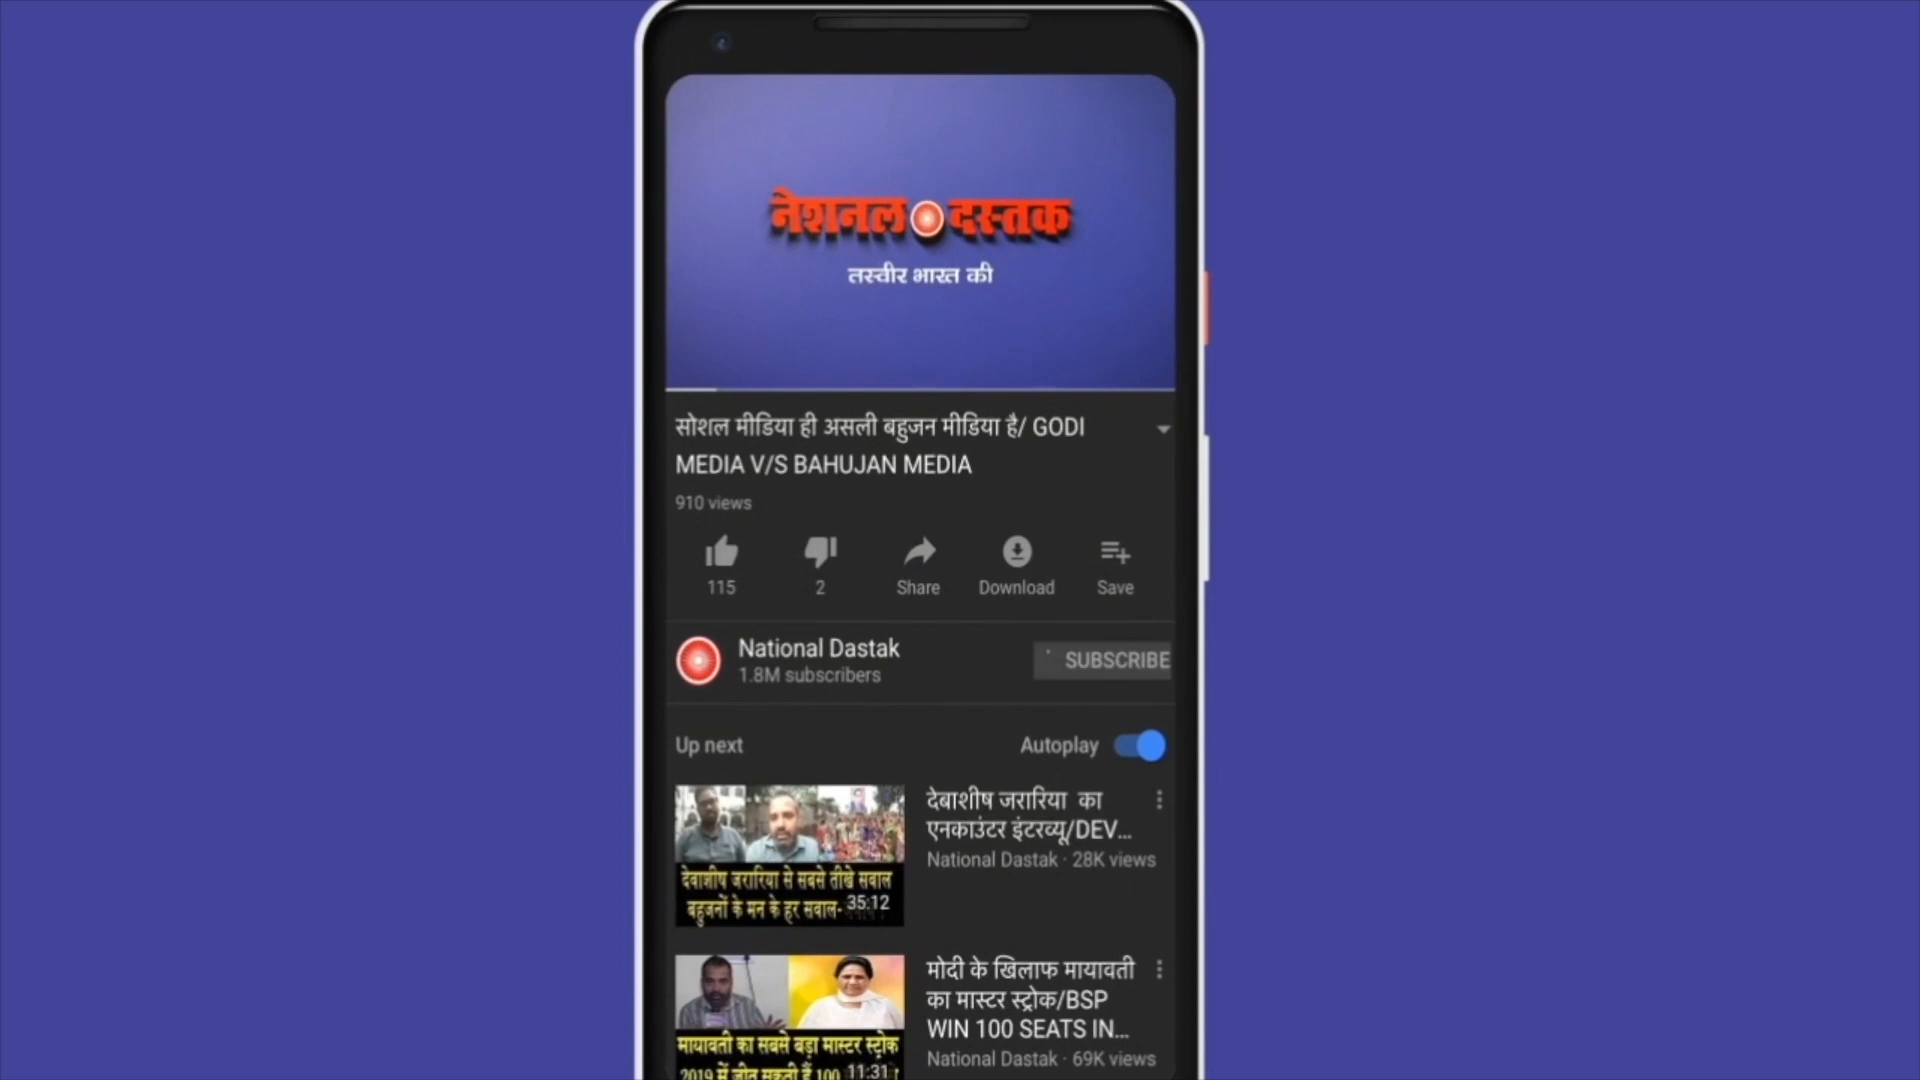 नेशनल दस्तक
तस्वीर भारत की
सोशल मीडिया ही असली बहुजन मीडिया है/ GODI
MEDIA V/S BAHUJAN MEDIA
910 views
115
2
Share
Download
Save
National Dastak
1.8M subscribers
SUBSCRIBE
Up next
Autoplay
देबाशीष जरारिया से सबसे तीखे सवाल
बहुजनों के मन के हर सवाल-
35:12
देबाशीष जरारिया का
एनकाउंटर इंटरव्यू/DEV...
National Dastak · 28K views
मायावती का सबसे बड़ा मास्टर स्ट्रोक
2019 में जीत सकती हैं 100
11:31
मोदी के खिलाफ मायावती
का मास्टर स्ट्रोक/BSP
WIN 100 SEATS IN...
National Dastak · 69K views